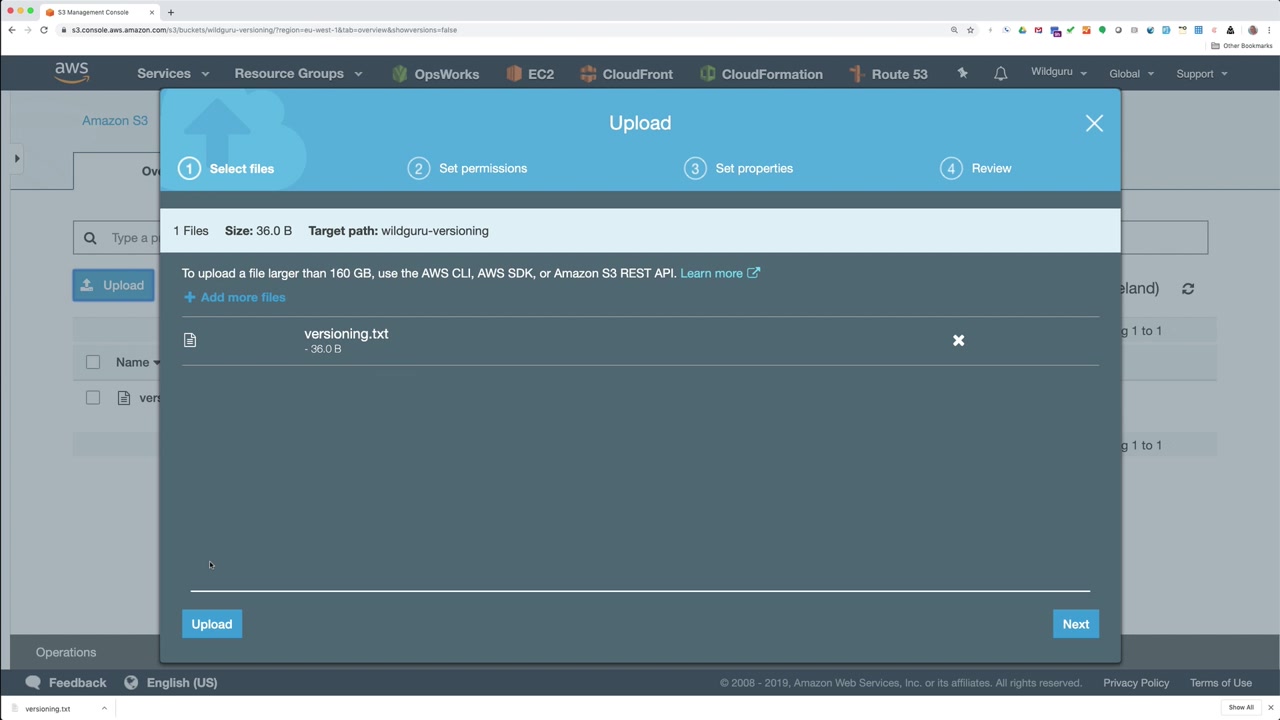 S3 Management Console
s3.console.aws.amazon.com/s3/buckets/wildguru-versioning/?region=eu-west-1&tab=overview&showversions=false
Other Bookmarks
aws
Services
Resource Groups
OpsWorks
EC2
CloudFront
CloudFormation
Route 53
Wildguru
Global
Support
Amazon S3
Upload
1 Select files
2 Set permissions
3 Set properties
4 Review
Ove
1 Files Size: 36.0 B Target path: wildguru-versioning
Type a p
To upload a file larger than 160 GB, use the AWS CLI, AWS SDK, or Amazon S3 REST API. Learn more
Upload
eland)
Add more files
g 1 to 1
versioning.txt
- 36.0 B
Name
vers
g 1 to 1
Upload
Next
Operations
Feedback
English (US)
© 2008 - 2019, Amazon Web Services, Inc. or its affiliates. All rights reserved.
Privacy Policy
Terms of Use
versioning.txt
Show All